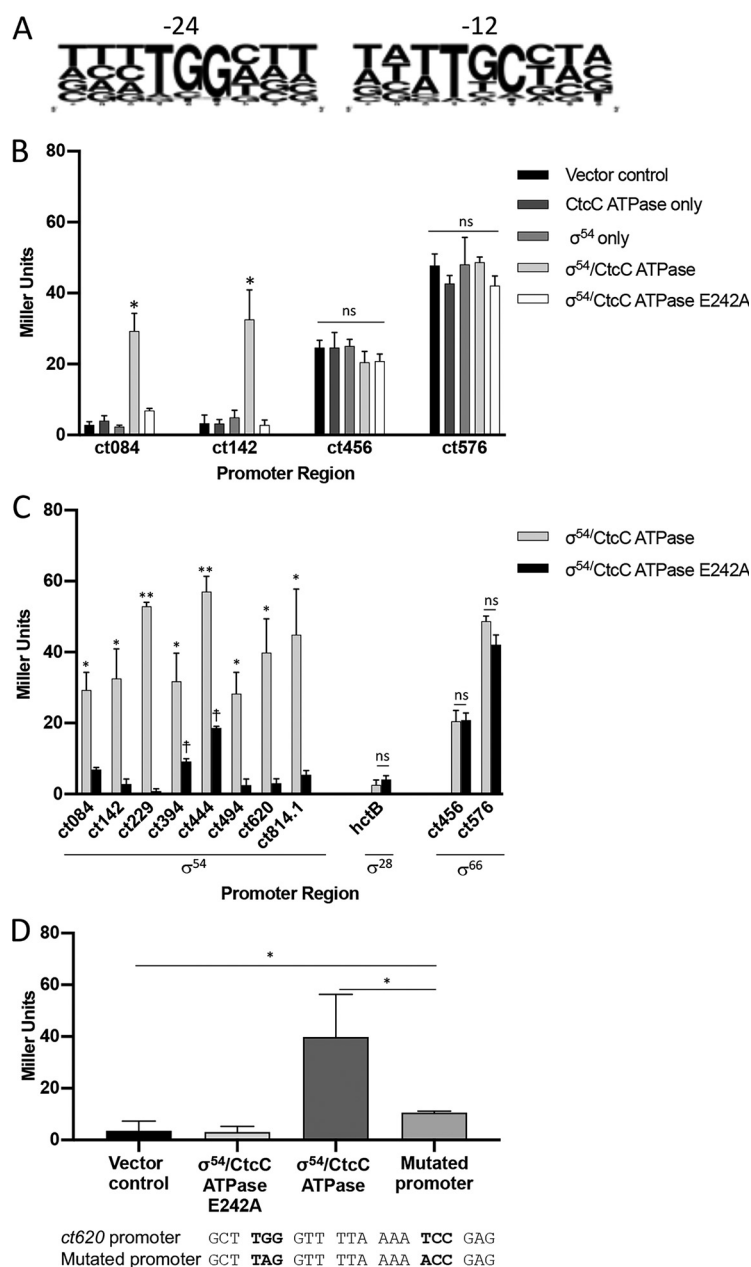 A
-24
-12
B
Miller Units
80
60
40
20
0
* * ns ns
ct084 ct142 ct456 ct576
Promoter Region
Vector control
CtcC ATPase only
σ⁵⁴ only
σ⁵⁴/CtcC ATPase
σ⁵⁴/CtcC ATPase E242A
C
Miller Units
80
60
40
20
0
* * ** * ☨ ** ☨ * * * ns ns ns
ct084 ct142 ct229 ct394 ct444 ct494 ct620 ct814.1 hctB ct456 ct576
σ⁵⁴ σ²⁸ σ⁶⁶
Promoter Region
σ⁵⁴/CtcC ATPase
σ⁵⁴/CtcC ATPase E242A
D
Miller Units
80
60
40
20
0
*
*
Vector control
σ⁵⁴/CtcC ATPase E242A
σ⁵⁴/CtcC ATPase
Mutated promoter
ct620 promoter GCT TGG GTT TTA AAA TCC GAG
Mutated promoter GCT TAG GTT TTA AAA ACC GAG